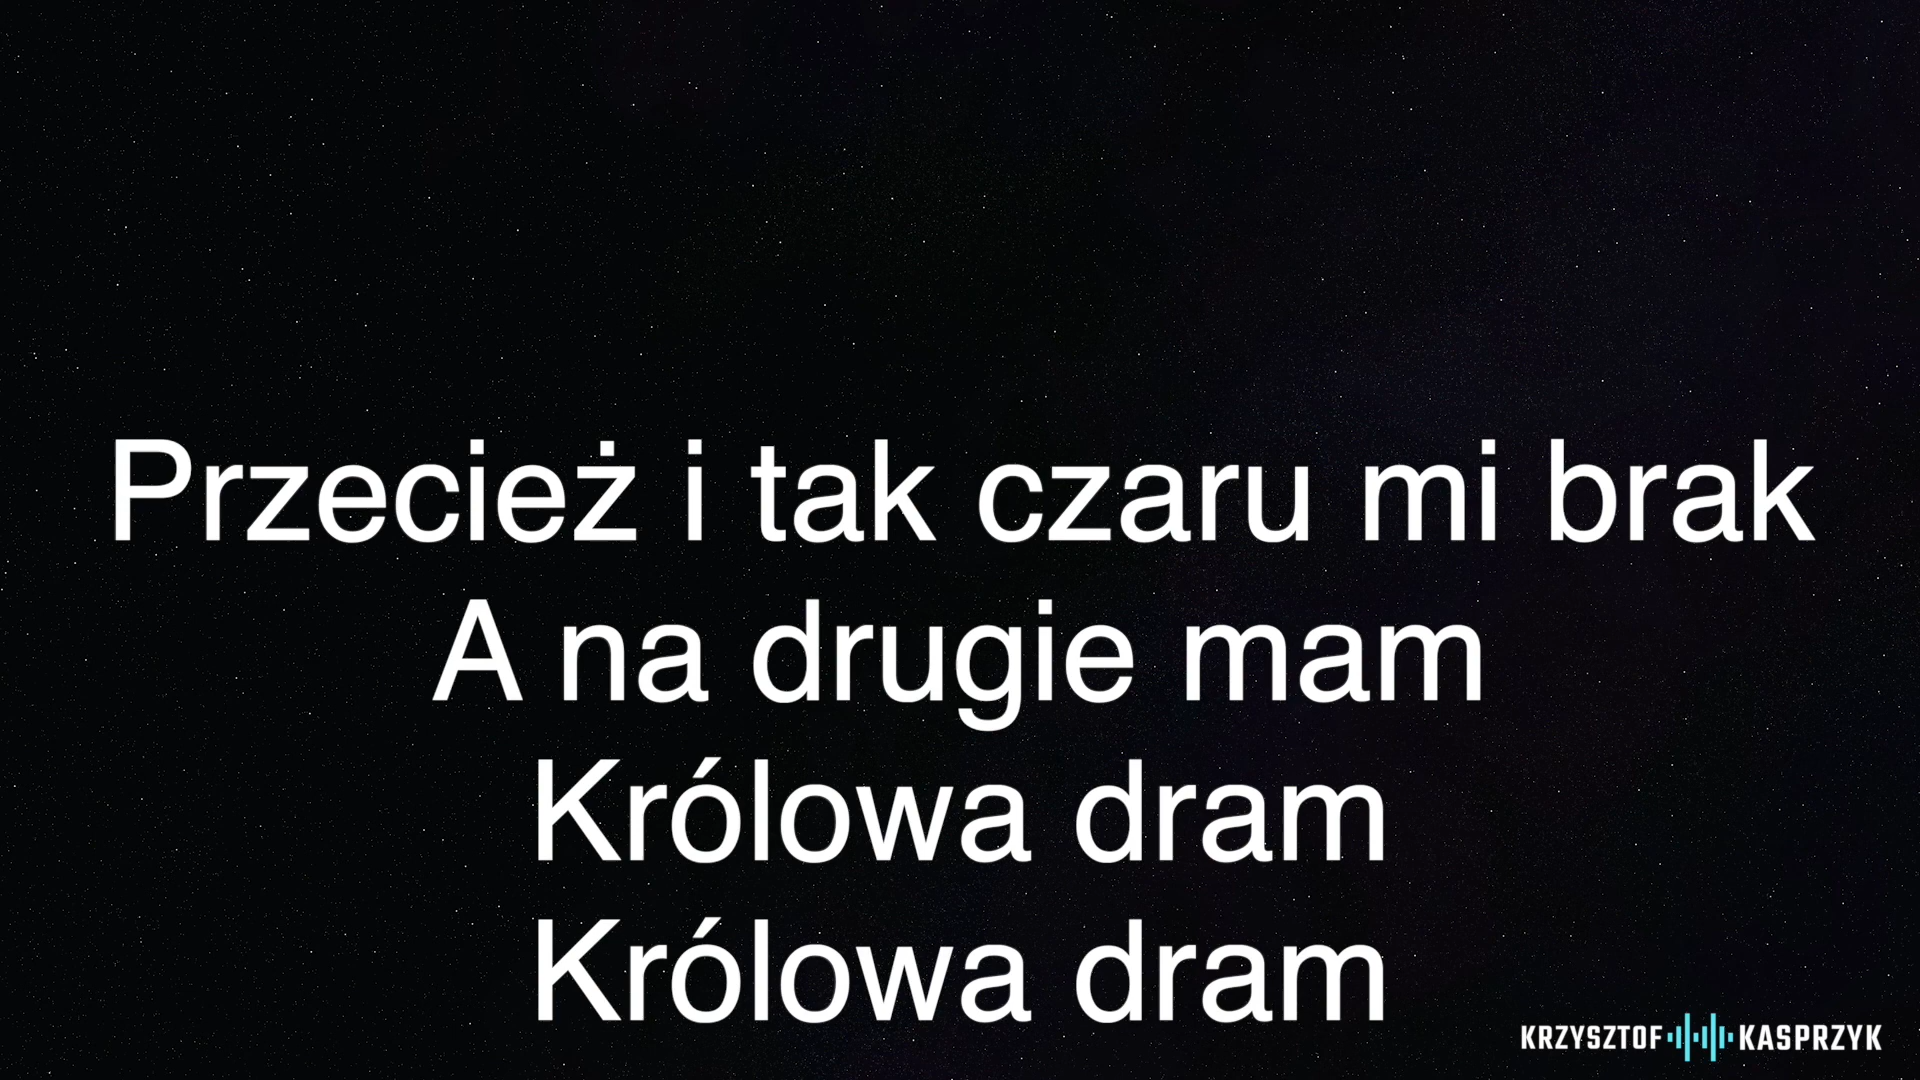 Przecież i tak czaru mi brak
A na drugie mam
Królowa dram
Królowa dram
KRZYSZTOF KASPRZYK